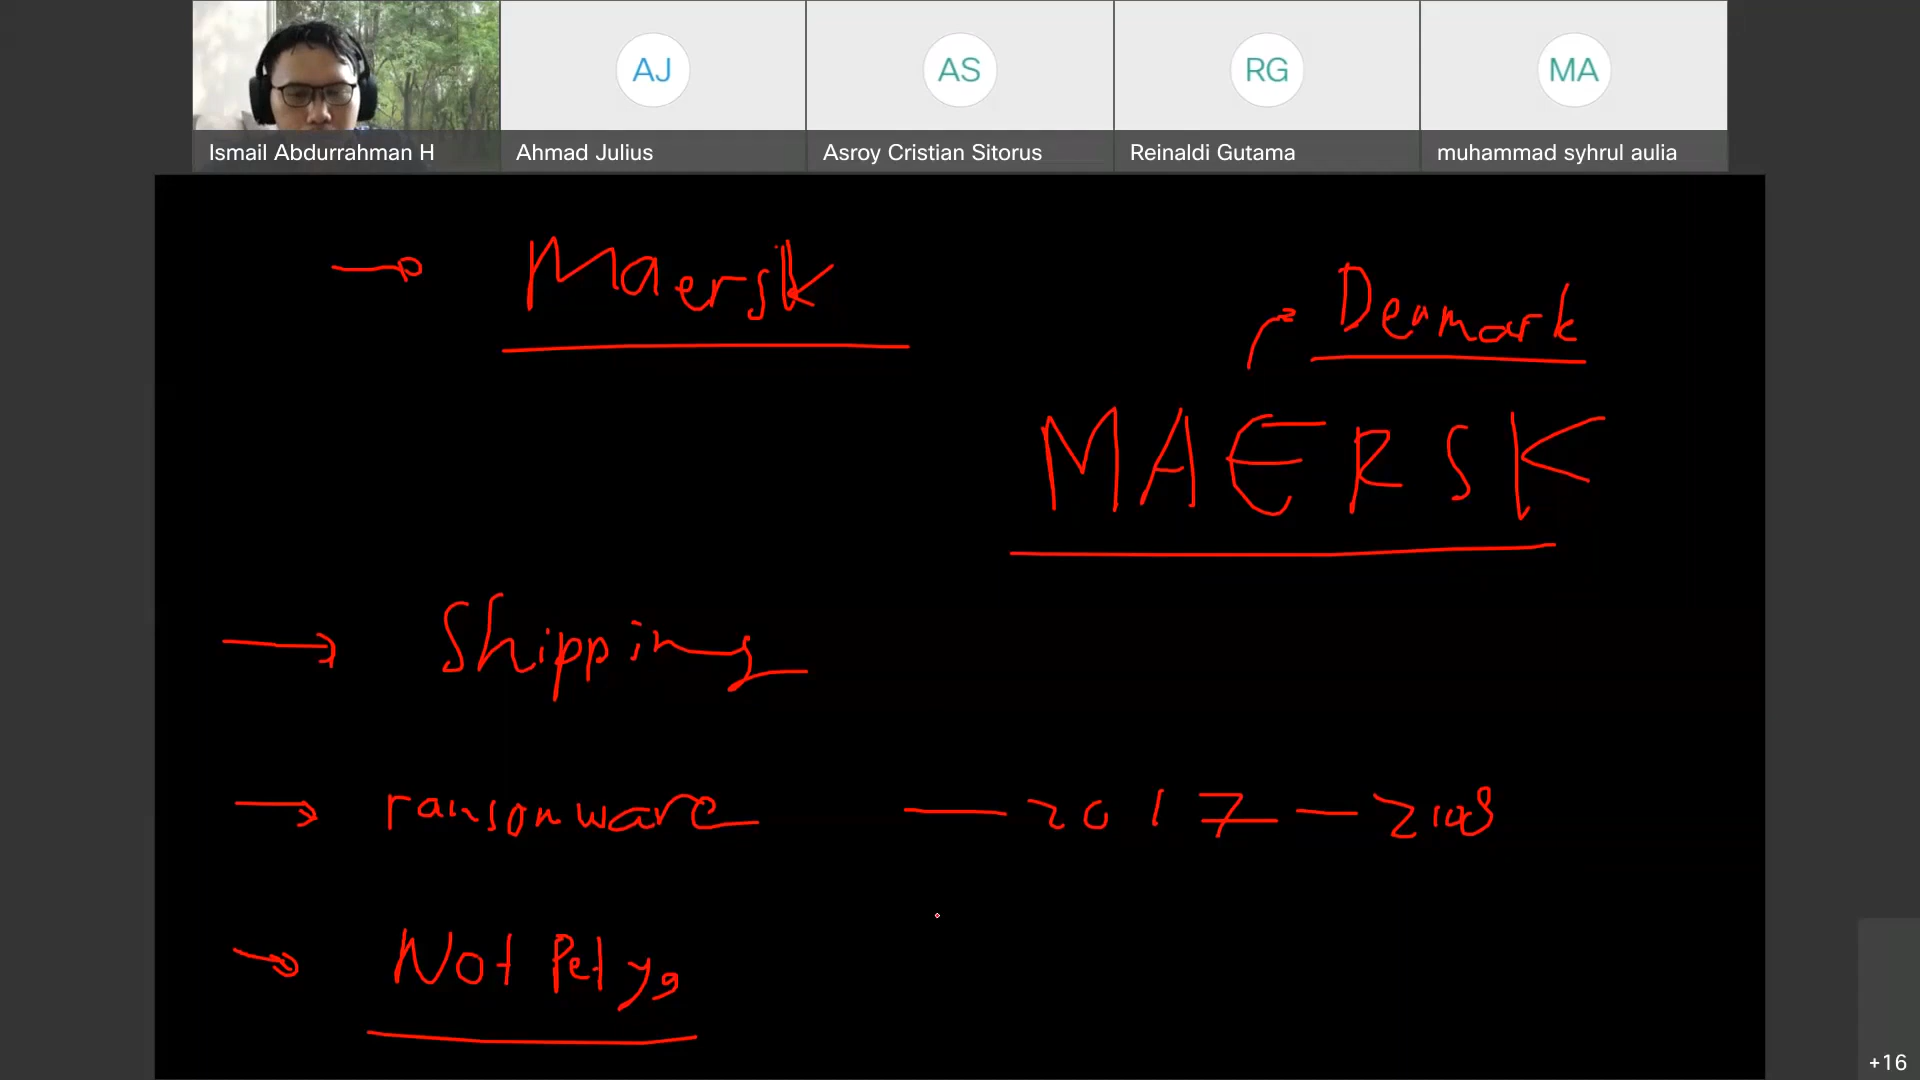 AJ
AS
RG
MA
Ismail Abdurrahman H
Ahmad Julius
Asroy Cristian Sitorus
Reinaldi Gutama
muhammad syhrul aulia
Maersk
Denmark
MAERSK
Shipping
ransomware — 2017 —
Not Petya
+16